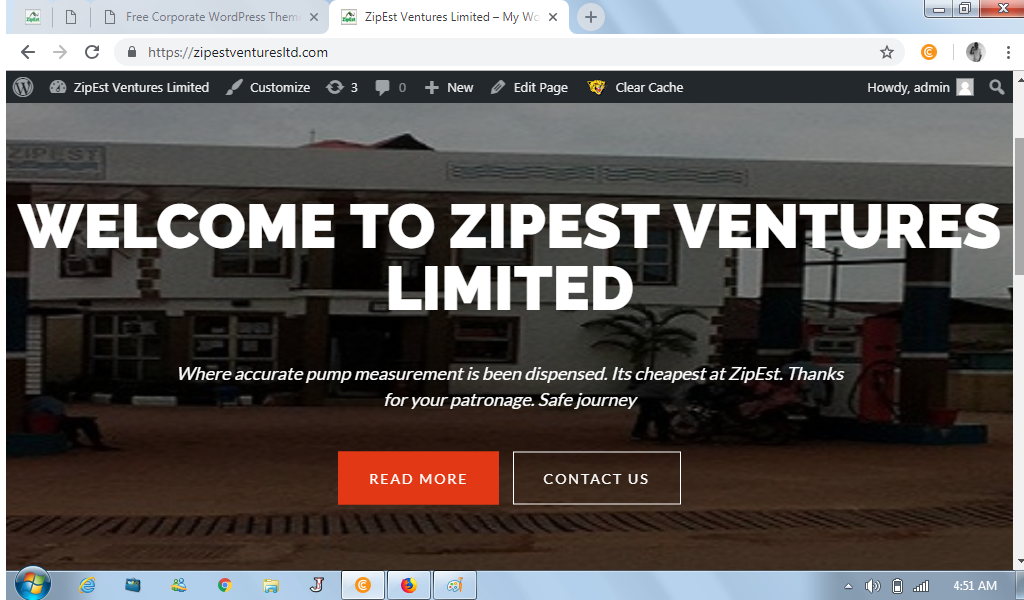 Free Corporate WordPress Them
ZipEst Ventures Limited – My Wo
https://zipestventuresltd.com
ZipEst Ventures Limited Customize 3 0 New Edit Page Clear Cache Howdy, admin
ZIPEST
WELCOME TO ZIPEST VENTURES
LIMITED
Where accurate pump measurement is been dispensed. Its cheapest at ZipEst. Thanks
for your patronage. Safe journey
READ MORE
CONTACT US
4:51 AM